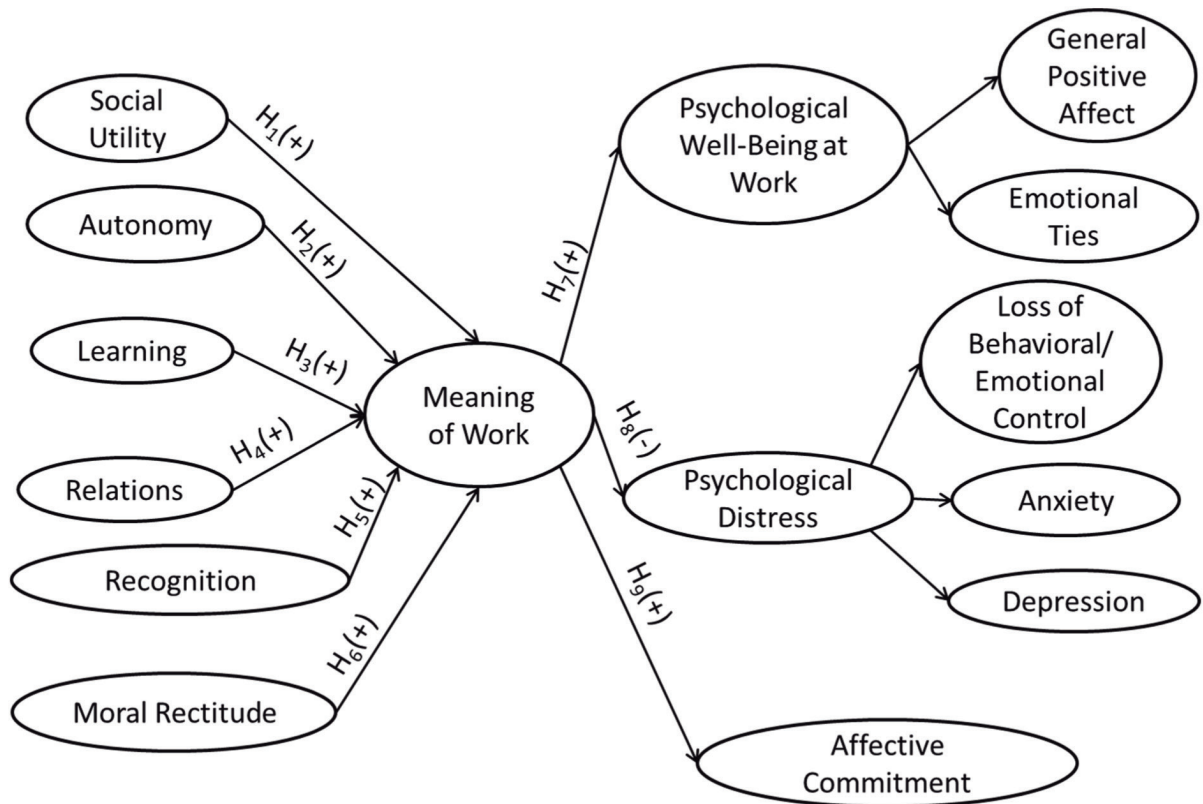 Social
Utility
H₁(+)
Autonomy
H₂(+)
Learning
H₃(+)
Relations
H₄(+)
Recognition
H₅(+)
Moral Rectitude
H₆(+)
Meaning
of Work
H₇(+)
H₈(-)
H₉(+)
Psychological
Well-Being at
Work
General
Positive
Affect
Emotional
Ties
Psychological
Distress
Loss of
Behavioral/
Emotional
Control
Anxiety
Depression
Affective
Commitment